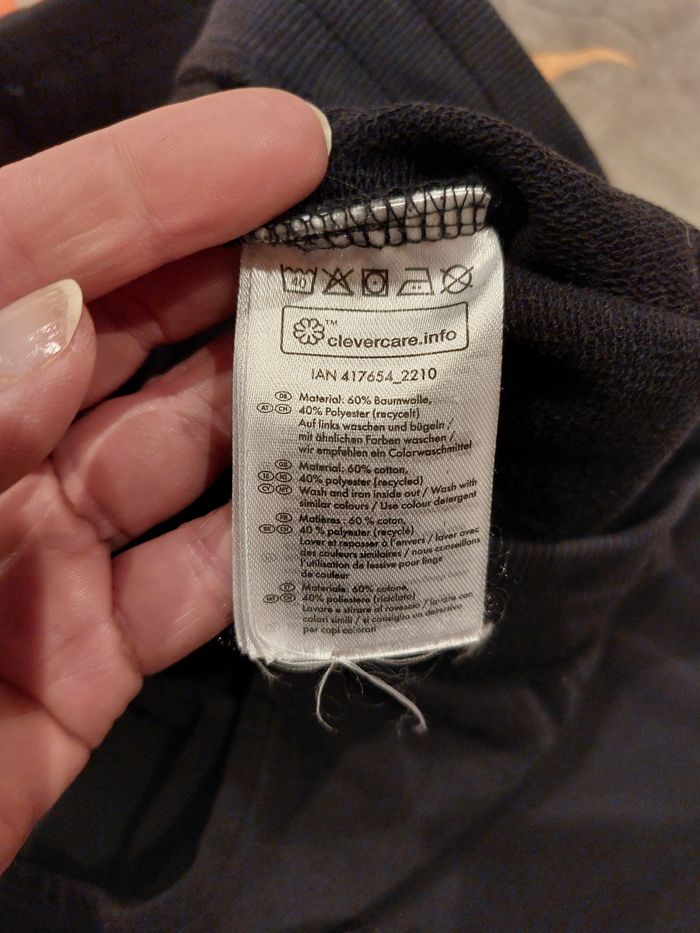 40
™
clevercare.info
IAN 417654_2210
DE Material: 60% Baumwolle,
AT CH 40% Polyester (recycelt)
Auf links waschen und bügeln /
mit ähnlichen Farben waschen /
wir empfehlen ein Colorwaschmittel
GB Material: 60% cotton,
IE NI 40% polyester (recycled)
CY MT Wash and iron inside out / Wash with
similar colours / Use colour detergent
FR Matières : 60 % coton,
BE CH 40 % polyester (recyclé)
Laver et repasser à l'envers / laver avec
des couleurs similaires / nous conseillons
l'utilisation de lessive pour linge
de couleur
IT Materiale: 60% cotone,
MT CH 40% poliestere (riciclato)
Lavare e stirare al rovescio / lavare con
colori simili / si consiglia un detersivo
per capi colorati